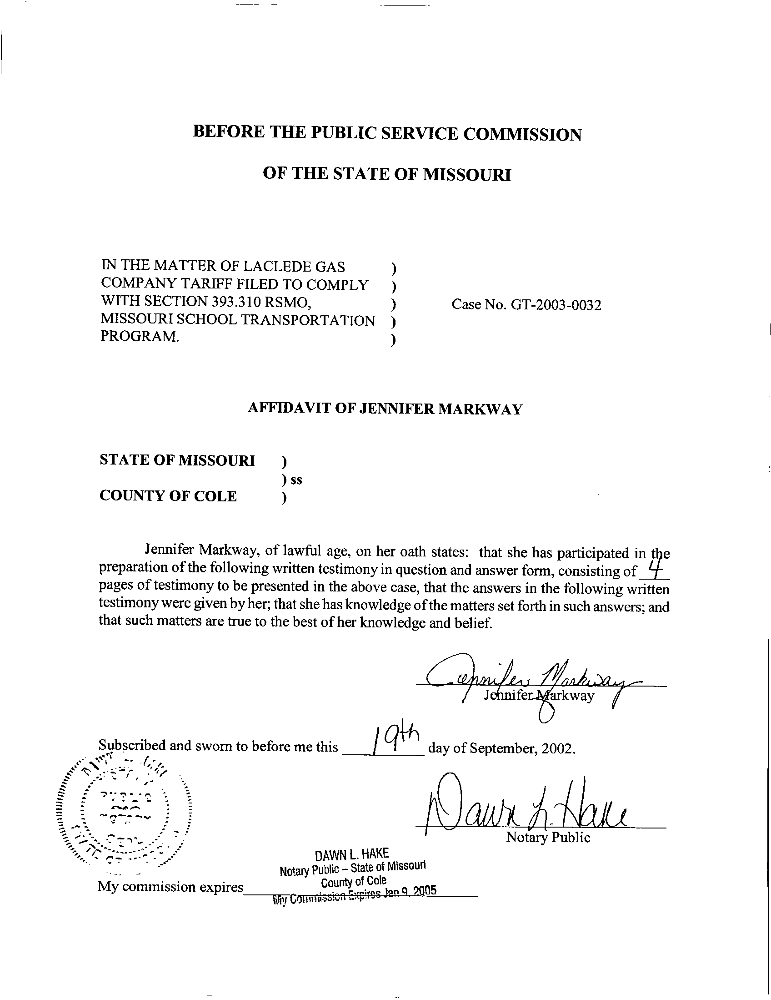 BEFORE THE PUBLIC SERVICE COMMISSION
OF THE STATE OF MISSOURI
IN THE MATTER OF LACLEDE GAS )
COMPANY TARIFF FILED TO COMPLY )
WITH SECTION 393.310 RSMO, ) Case No. GT-2003-0032
MISSOURI SCHOOL TRANSPORTATION )
PROGRAM. )
AFFIDAVIT OF JENNIFER MARKWAY
STATE OF MISSOURI )
) ss
COUNTY OF COLE )
Jennifer Markway, of lawful age, on her oath states: that she has participated in the
preparation of the following written testimony in question and answer form, consisting of 4
pages of testimony to be presented in the above case, that the answers in the following written
testimony were given by her; that she has knowledge of the matters set forth in such answers; and
that such matters are true to the best of her knowledge and belief.
Jennifer Markway
Jennifer Markway
Subscribed and sworn to before me this 19th day of September, 2002.
Dawn L. Hake
Notary Public
DAWN L. HAKE
Notary Public – State of Missouri
County of Cole
My commission expires
My Commission Expires Jan 9, 2005